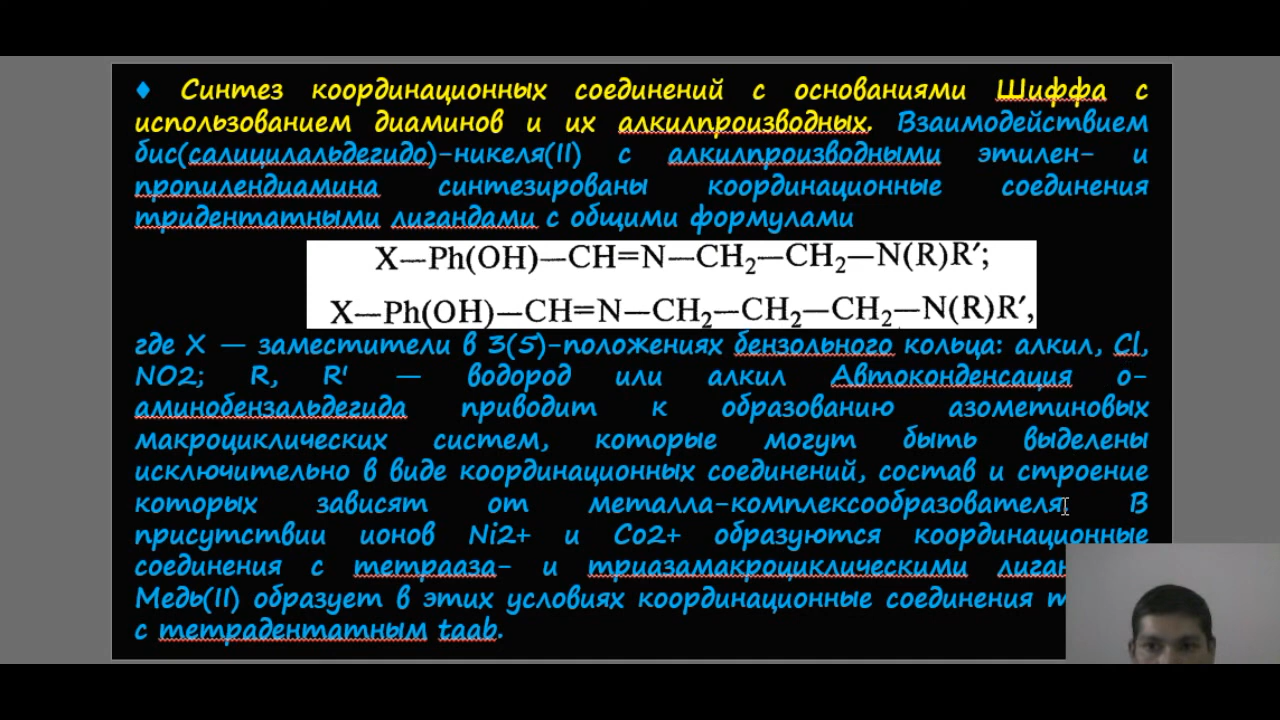 ♦ Синтез координационных соединений с основаниями Шиффа с
использованием диаминов и их алкилпроизводных. Взаимодействием
бис(салицилальдегидо)-никеля(II) с алкилпроизводными этилен- и
пропилендиамина синтезированы координационные соединения
тридентатными лигандами с общими формулами
X—Ph(OH)—CH=N—CH₂—CH₂—N(R)R′;
X—Ph(OH)—CH=N—CH₂—CH₂—CH₂—N(R)R′,
где X — заместители в 3(5)-положениях бензольного кольца: алкил, Cl,
NO2; R, R' — водород или алкил Автоконденсация о-
аминобензальдегида приводит к образованию азометиновых
макроциклических систем, которые могут быть выделены
исключительно в виде координационных соединений, состав и строение
которых зависят от металла-комплексообразователя. В
присутствии ионов Ni2+ и Co2+ образуются координационные
соединения с тетрааза- и триазамакроциклическими
Медь(II) образует в этих условиях координационные соединения
с тетрадентатным taab.